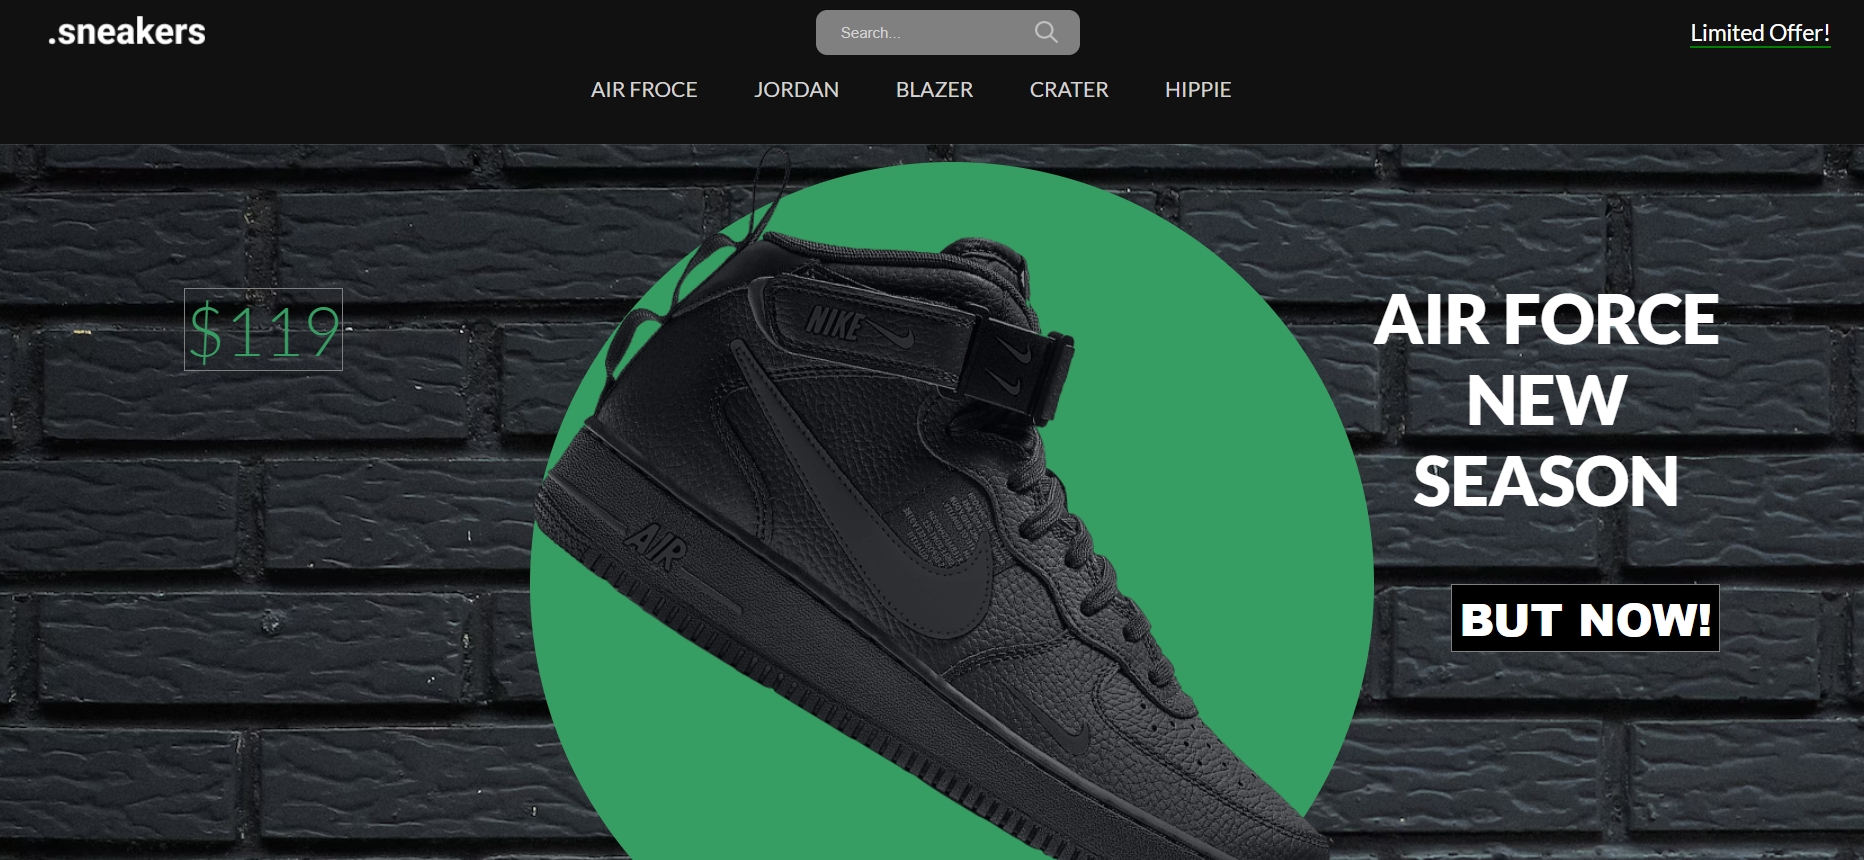 .sneakers
Search...
Limited Offer!
AIR FROCE
JORDAN
BLAZER
CRATER
HIPPIE
$119
NIKE
AIR
AIR FORCE
NEW
SEASON
BUT NOW!